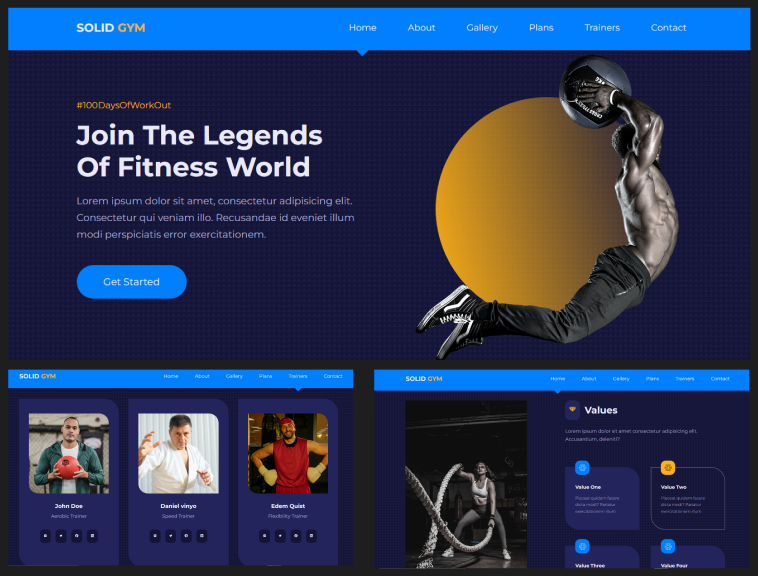 SOLID GYM
Home About Gallery Plans Trainers Contact
#100DaysOfWorkOut
Join The Legends
Of Fitness World
Lorem ipsum dolor sit amet, consectetur adipisicing elit.
Consectetur qui veniam illo. Recusandae id eveniet illum
modi perspiciatis error exercitationem.
Get Started
SOLID GYM
Home About Gallery Plans Trainers Contact
John Doe
Aerobic Trainer
Daniel vinyo
Speed Trainer
Edem Quist
Flexibility Trainer
SOLID GYM
Home About Gallery Plans Trainers Contact
Values
Lorem ipsum dolor sit amet consectetur adipisicing elit.
Accusantium, deleniti?
Value One
Placeat quidem facere
dicta modi? Pariatur
exercitationem illum
Value Two
Placeat quidem facere
dicta modi? Pariatur
exercitationem illum
Value Three
Value Four